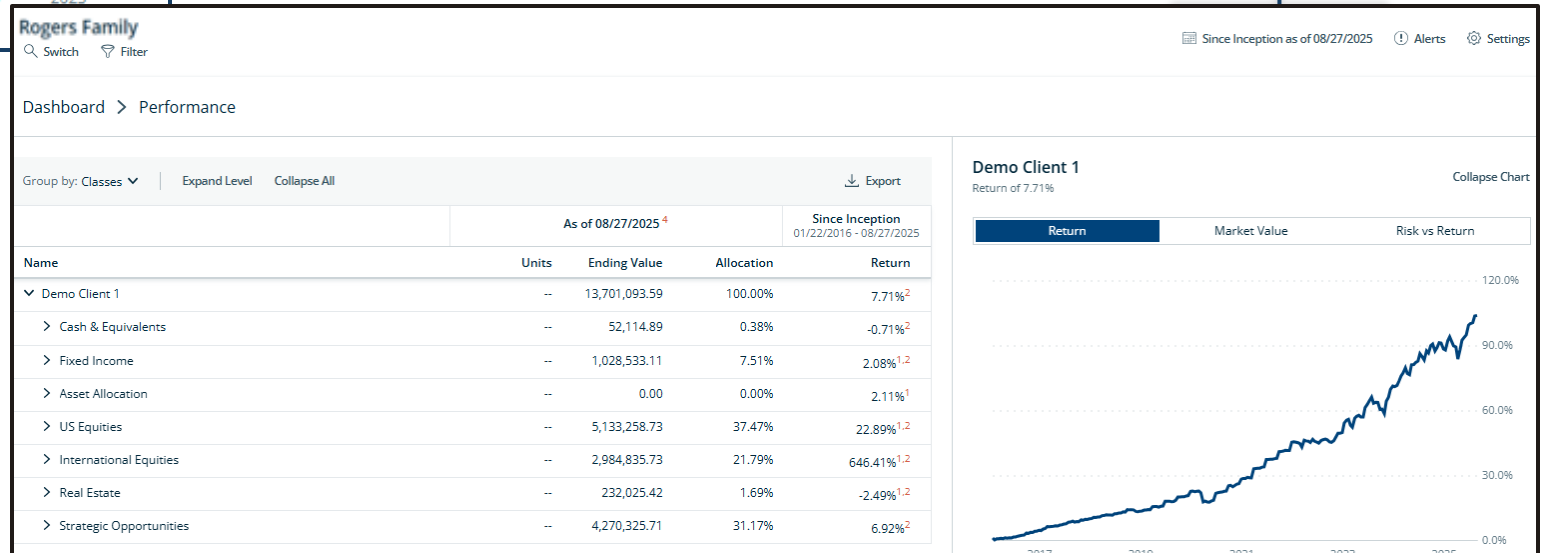 2025
Rogers Family
Switch Filter
Since Inception as of 08/27/2025 Alerts Settings
Dashboard > Performance
Group by: Classes Expand Level Collapse All Export
As of 08/27/2025 4 Since Inception
01/22/2016 - 08/27/2025
Name Units Ending Value Allocation Return
Demo Client 1 -- 13,701,093.59 100.00% 7.71%2
Cash & Equivalents -- 52,114.89 0.38% -0.71%2
Fixed Income -- 1,028,533.11 7.51% 2.08%1,2
Asset Allocation -- 0.00 0.00% 2.11%1
US Equities -- 5,133,258.73 37.47% 22.89%1,2
International Equities -- 2,984,835.73 21.79% 646.41%1,2
Real Estate -- 232,025.42 1.69% -2.49%1,2
Strategic Opportunities -- 4,270,325.71 31.17% 6.92%2
Demo Client 1
Return of 7.71%
Collapse Chart
Return Market Value Risk vs Return
120.0%
90.0%
60.0%
30.0%
0.0%
2017 2019 2021 2023 2025